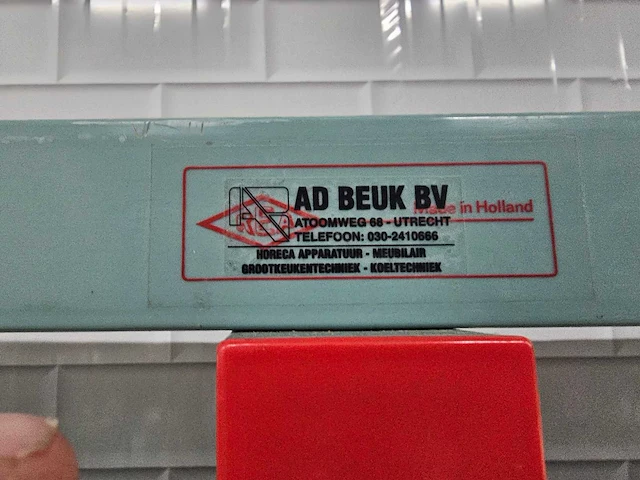 AD BEUK BV
Made in Holland
ATOOMWEG 68 - UTRECHT
TELEFOON: 030-2410666
HORECA APPARATUUR - MEUBILAIR
GROOTKEUKENTECHNIEK - KOELTECHNIEK